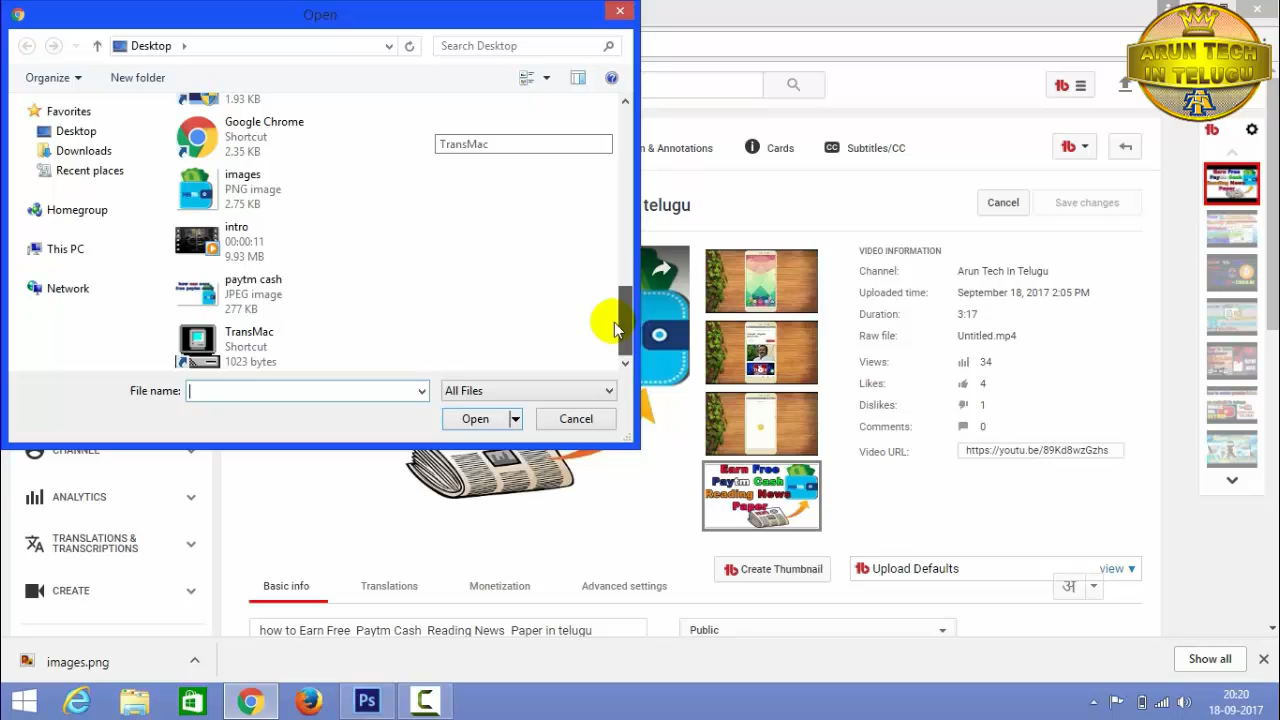 Open
Desktop
Search Desktop
Organize
New folder
Favorites
Desktop
Downloads
Recent places
Homegroup
This PC
Network
1.93 KB
Google Chrome
Shortcut
2.35 KB
images
PNG image
2.75 KB
intro
00:00:11
9.93 MB
paytm cash
JPEG image
277 KB
TransMac
Shortcut
1023 bytes
TransMac
File name:
All Files
Open
Cancel
ARUN TECH
IN TELUGU
n & Annotations
Cards
CC
Subtitles/CC
telugu
Cancel
Save changes
VIDEO INFORMATION
Channel: Arun Tech In Telugu
Uploaded time: September 18, 2017 2:05 PM
Duration: 3:17
Raw file: Untitled.mp4
Views: 34
Likes: 4
Dislikes: 1
Comments: 0
Video URL: https://youtu.be/89Kd8wzGzhs
Earn Free
Paytm Cash
Reading News
Paper
Create Thumbnail
Upload Defaults
view
अ
CHANNEL
ANALYTICS
TRANSLATIONS &
TRANSCRIPTIONS
CREATE
Basic info
Translations
Monetization
Advanced settings
how to Earn Free Paytm Cash Reading News Paper in telugu
Public
images.png
Show all
Ps
20:20
18-09-2017